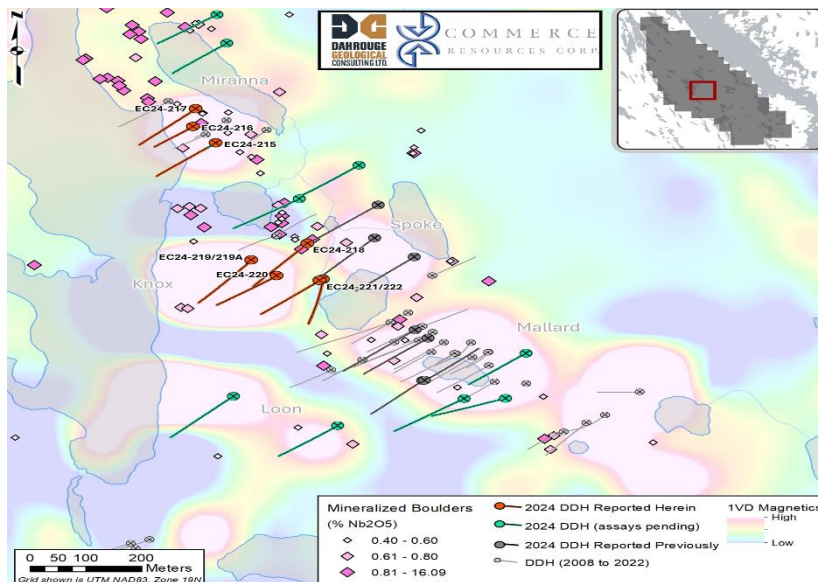 N
DG
DAHROUGE
GEOLOGICAL
CONSULTING LTD.
COMMERCE
RESOURCES CORP.
Miranna
EC24-217
EC24-216
EC24-215
Spoke
EC24-218
EC24-219/219A
EC24-220
EC24-221/222
Knox
Mallard
Loon
Mineralized Boulders
(% Nb2O5)
0.40 - 0.60
0.61 - 0.80
0.81 - 16.09
2024 DDH Reported Herein
2024 DDH (assays pending)
2024 DDH Reported Previously
DDH (2008 to 2022)
1VD Magnetics
High
Low
0 50 100 200
Meters
Grid shown is UTM NAD83, Zone 19N